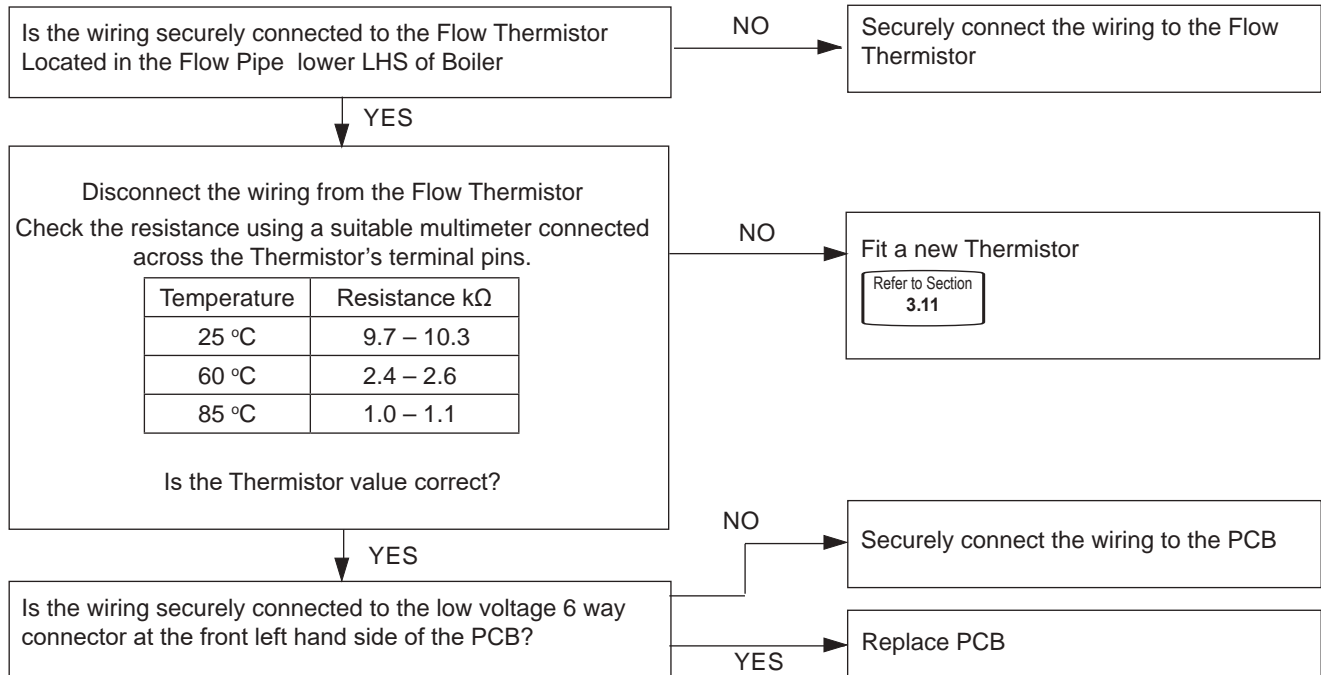 Is the wiring securely connected to the Flow Thermistor
Located in the Flow Pipe lower LHS of Boiler
NO
Securely connect the wiring to the Flow
Thermistor
YES
Disconnect the wiring from the Flow Thermistor
Check the resistance using a suitable multimeter connected
across the Thermistor’s terminal pins.
Temperature Resistance kΩ
25 ºC 9.7 – 10.3
60 ºC 2.4 – 2.6
85 ºC 1.0 – 1.1
Is the Thermistor value correct?
NO
Fit a new Thermistor
Refer to Section
3.11
YES
Is the wiring securely connected to the low voltage 6 way
connector at the front left hand side of the PCB?
NO
Securely connect the wiring to the PCB
YES
Replace PCB